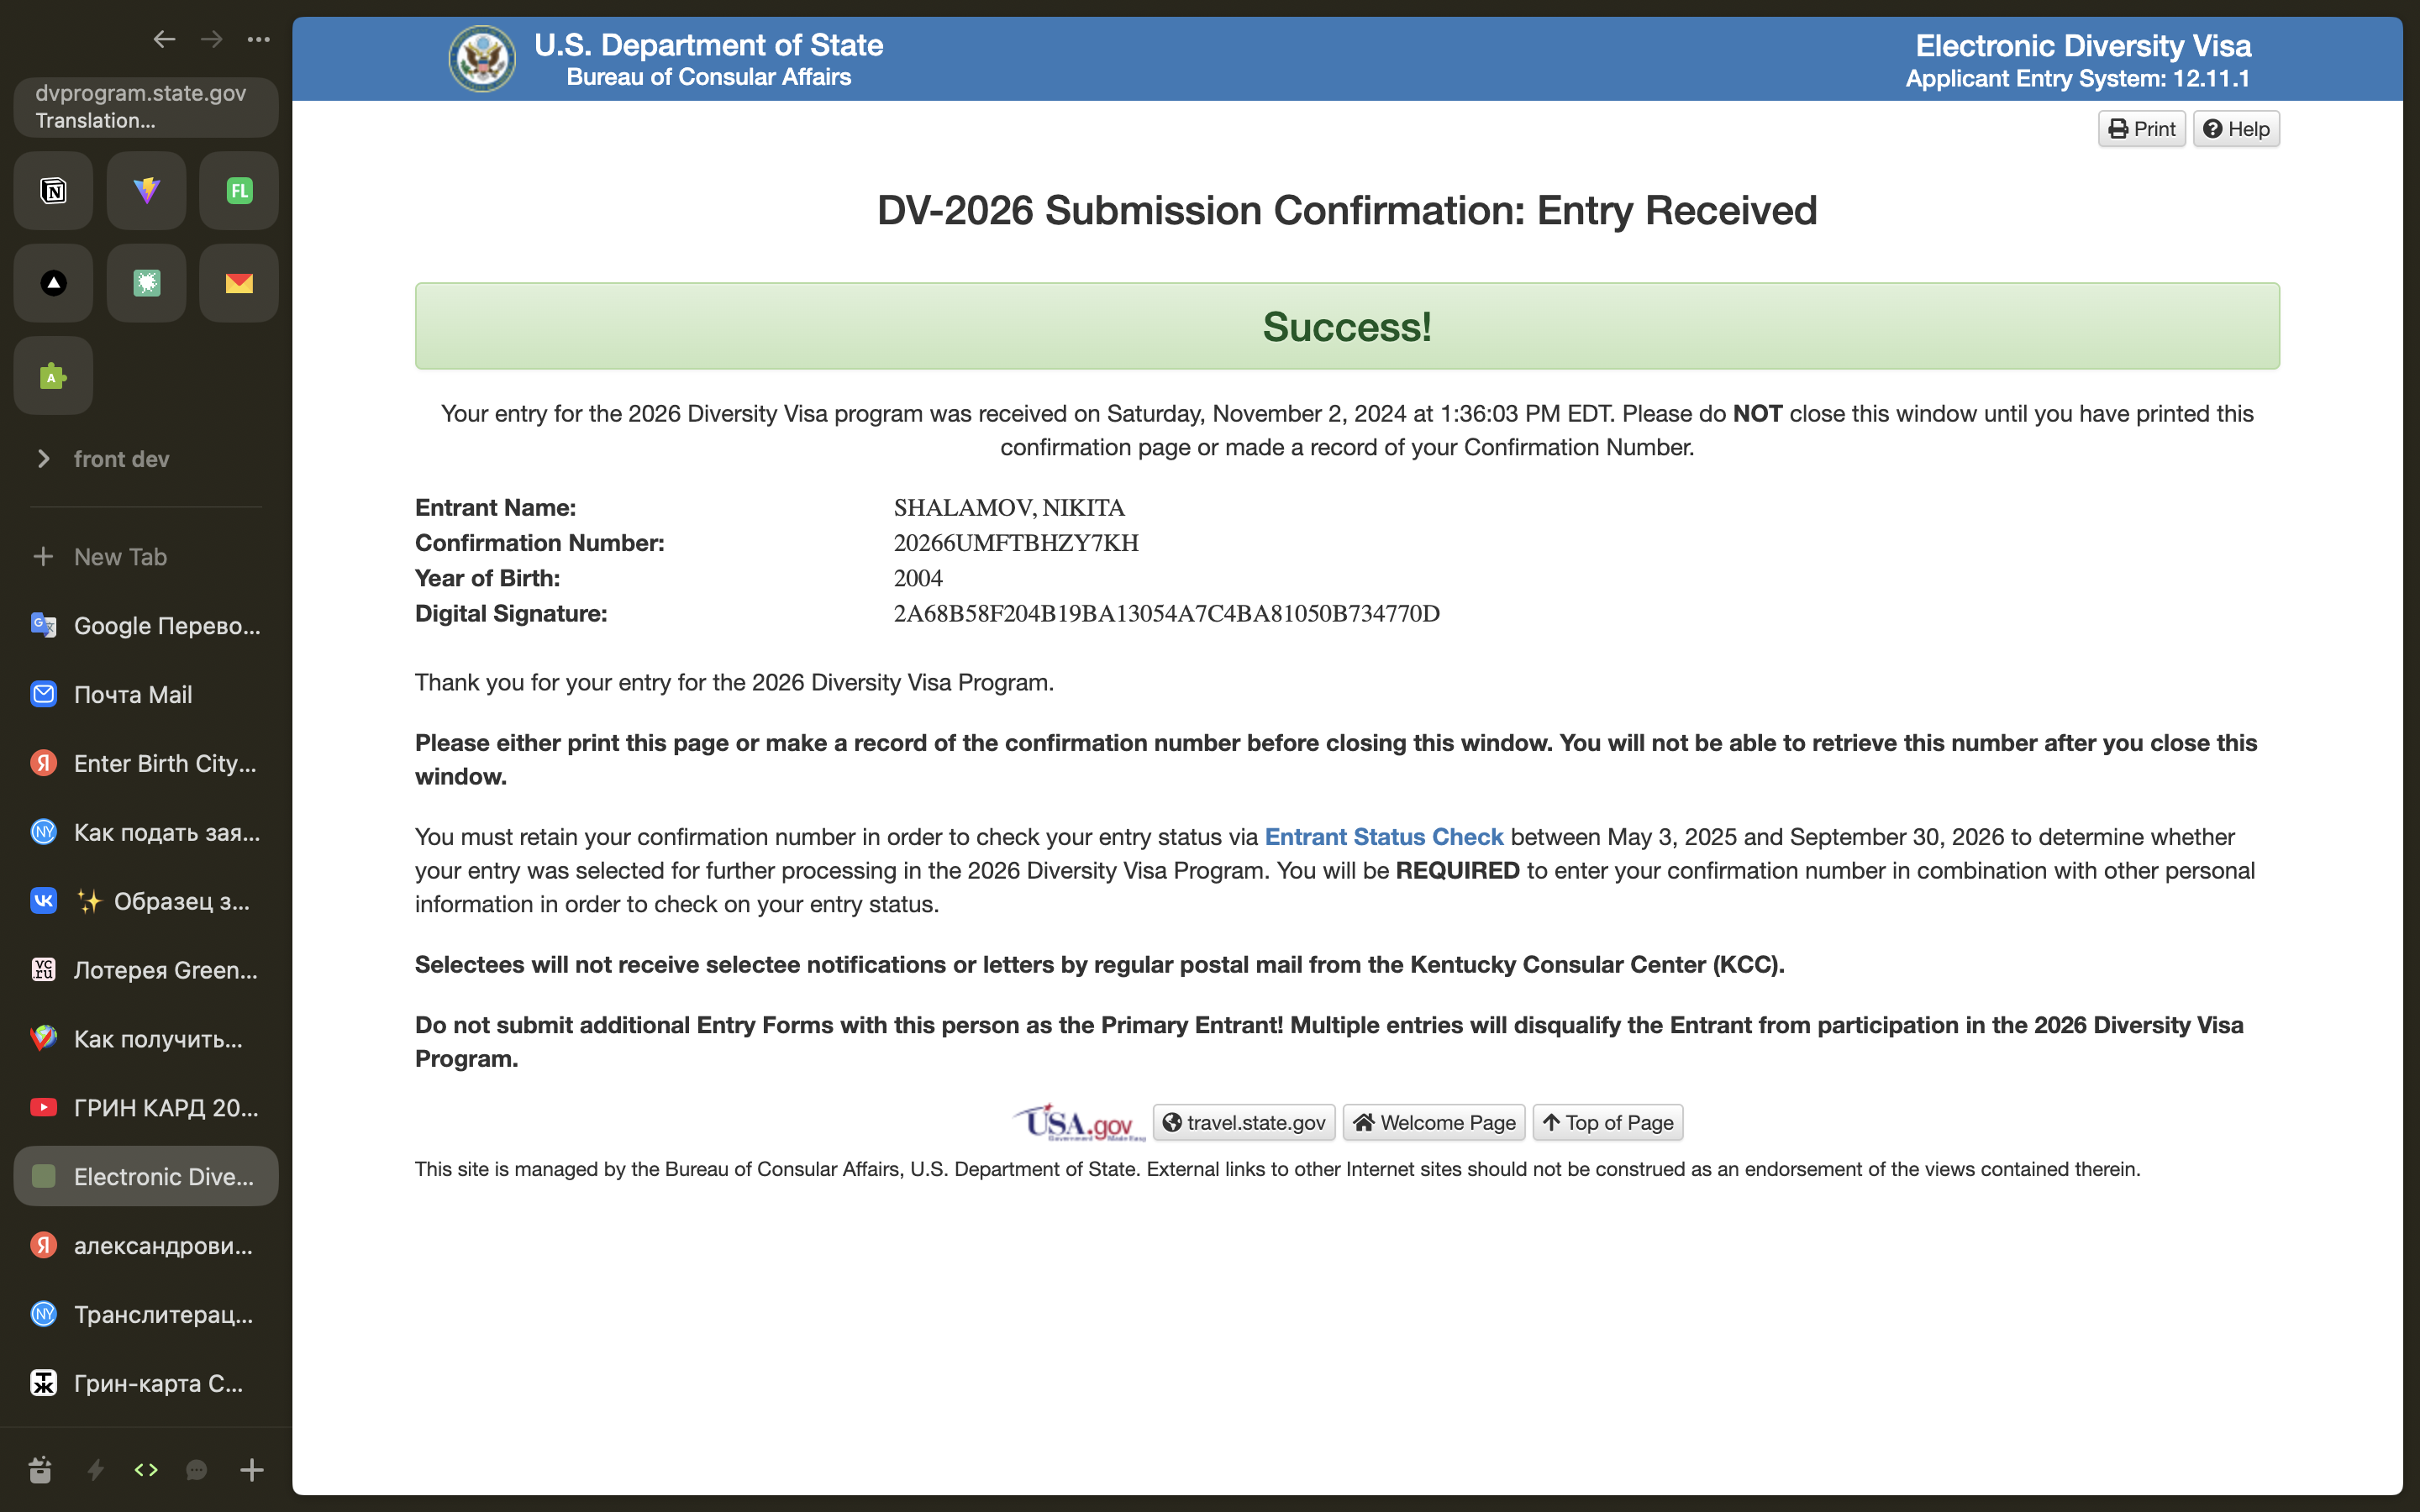 dvprogram.state.gov
Translation...
FL
A
front dev
New Tab
Google Перево...
Почта Mail
Enter Birth City...
Как подать зая...
✨ Образец з...
Лотерея Green...
Как получить...
ГРИН КАРД 20...
Electronic Dive...
александрови...
Транслитерац...
Грин-карта С...
U.S. Department of State
Bureau of Consular Affairs
Electronic Diversity Visa
Applicant Entry System: 12.11.1
Print
Help
DV-2026 Submission Confirmation: Entry Received
Success!
Your entry for the 2026 Diversity Visa program was received on Saturday, November 2, 2024 at 1:36:03 PM EDT. Please do NOT close this window until you have printed this
confirmation page or made a record of your Confirmation Number.
Entrant Name: SHALAMOV, NIKITA
Confirmation Number: 20266UMFTBHZY7KH
Year of Birth: 2004
Digital Signature: 2A68B58F204B19BA13054A7C4BA81050B734770D
Thank you for your entry for the 2026 Diversity Visa Program.
Please either print this page or make a record of the confirmation number before closing this window. You will not be able to retrieve this number after you close this
window.
You must retain your confirmation number in order to check your entry status via Entrant Status Check between May 3, 2025 and September 30, 2026 to determine whether
your entry was selected for further processing in the 2026 Diversity Visa Program. You will be REQUIRED to enter your confirmation number in combination with other personal
information in order to check on your entry status.
Selectees will not receive selectee notifications or letters by regular postal mail from the Kentucky Consular Center (KCC).
Do not submit additional Entry Forms with this person as the Primary Entrant! Multiple entries will disqualify the Entrant from participation in the 2026 Diversity Visa
Program.
USA.gov
travel.state.gov
Welcome Page
Top of Page
This site is managed by the Bureau of Consular Affairs, U.S. Department of State. External links to other Internet sites should not be construed as an endorsement of the views contained therein.